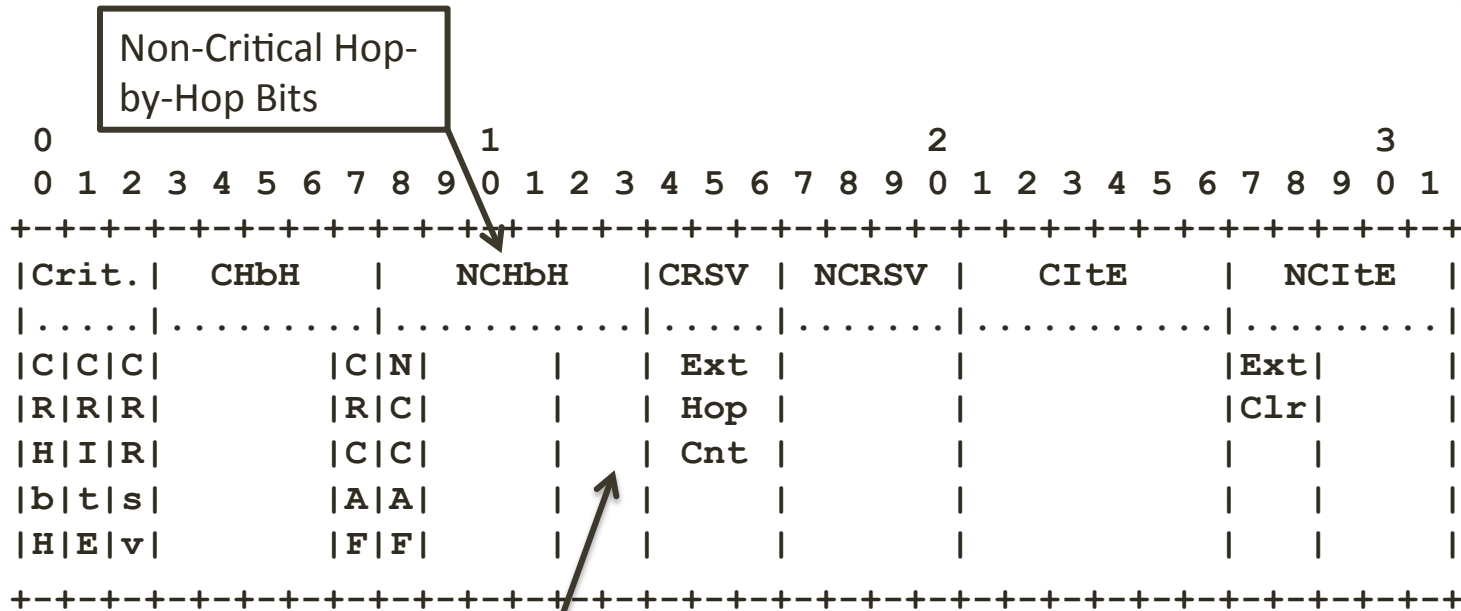 Non-Critical Hop-
by-Hop Bits
0 1 2 3
0 1 2 3 4 5 6 7 8 9 0 1 2 3 4 5 6 7 8 9 0 1 2 3 4 5 6 7 8 9 0 1
+-+-+-+-+-+-+-+-+-+-+-+-+-+-+-+-+-+-+-+-+-+-+-+-+-+-+-+-+-+-+-+-+
|Crit.|  CHbH   |   NCHbH   |CRSV | NCRSV |   CItE    |  NCItE  |
|.....|.........|...........|.....|.......|...........|.........|
|C|C|C|       |C|N|     |   | Ext |       |           |Ext|     |
|R|R|R|       |R|C|     |   | Hop |       |           |Clr|     |
|H|I|R|       |C|C|     |   | Cnt |       |           |   |     |
|b|t|s|       |A|A|     |   |     |       |           |   |     |
|H|E|v|       |F|F|     |   |     |       |           |   |     |
+-+-+-+-+-+-+-+-+-+-+-+-+-+-+-+-+-+-+-+-+-+-+-+-+-+-+-+-+-+-+-+-+